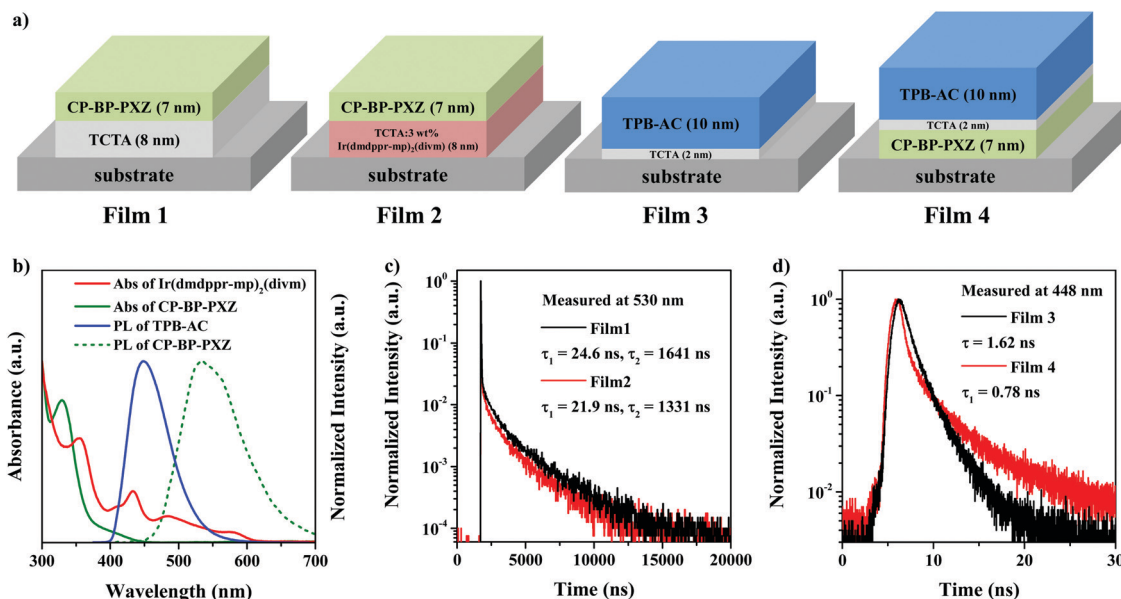 a)
CP-BP-PXZ (7 nm)
TCTA (8 nm)
substrate
Film 1
CP-BP-PXZ (7 nm)
TCTA:3 wt%
Ir(dmdppr-mp)₂(divm) (8 nm)
substrate
Film 2
TPB-AC (10 nm)
TCTA (2 nm)
substrate
Film 3
TPB-AC (10 nm)
TCTA (2 nm)
CP-BP-PXZ (7 nm)
substrate
Film 4
b)
Abs of Ir(dmdppr-mp)₂(divm)
Abs of CP-BP-PXZ
PL of TPB-AC
PL of CP-BP-PXZ
Absorbance (a.u.)
Normalized Intensity (a.u.)
300 400 500 600 700
Wavelength (nm)
c)
Measured at 530 nm
Film1
τ₁ = 24.6 ns, τ₂ = 1641 ns
Film2
τ₁ = 21.9 ns, τ₂ = 1331 ns
Normalized Intensity (a.u.)
10⁰
10⁻¹
10⁻²
10⁻³
10⁻⁴
0 5000 10000 15000 20000
Time (ns)
d)
Measured at 448 nm
Film 3
τ = 1.62 ns
Film 4
τ₁ = 0.78 ns
Normalized Intensity (a.u.)
10⁰
10⁻¹
10⁻²
0 10 20 30
Time (ns)